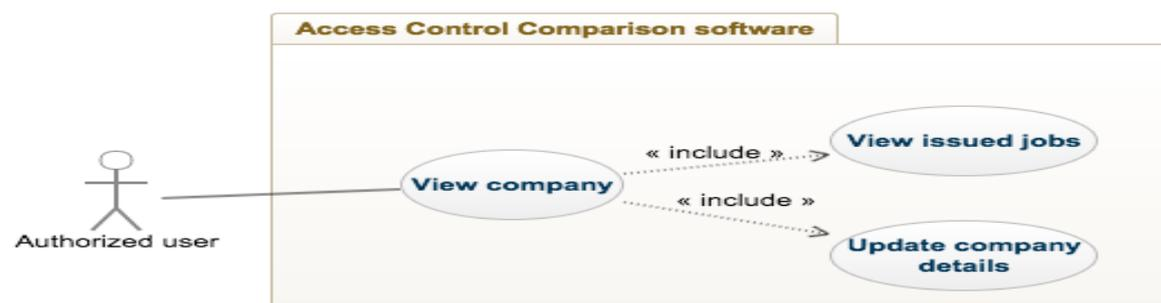 Access Control Comparison software
« include »
View issued jobs
View company
« include »
Authorized user
Update company
details